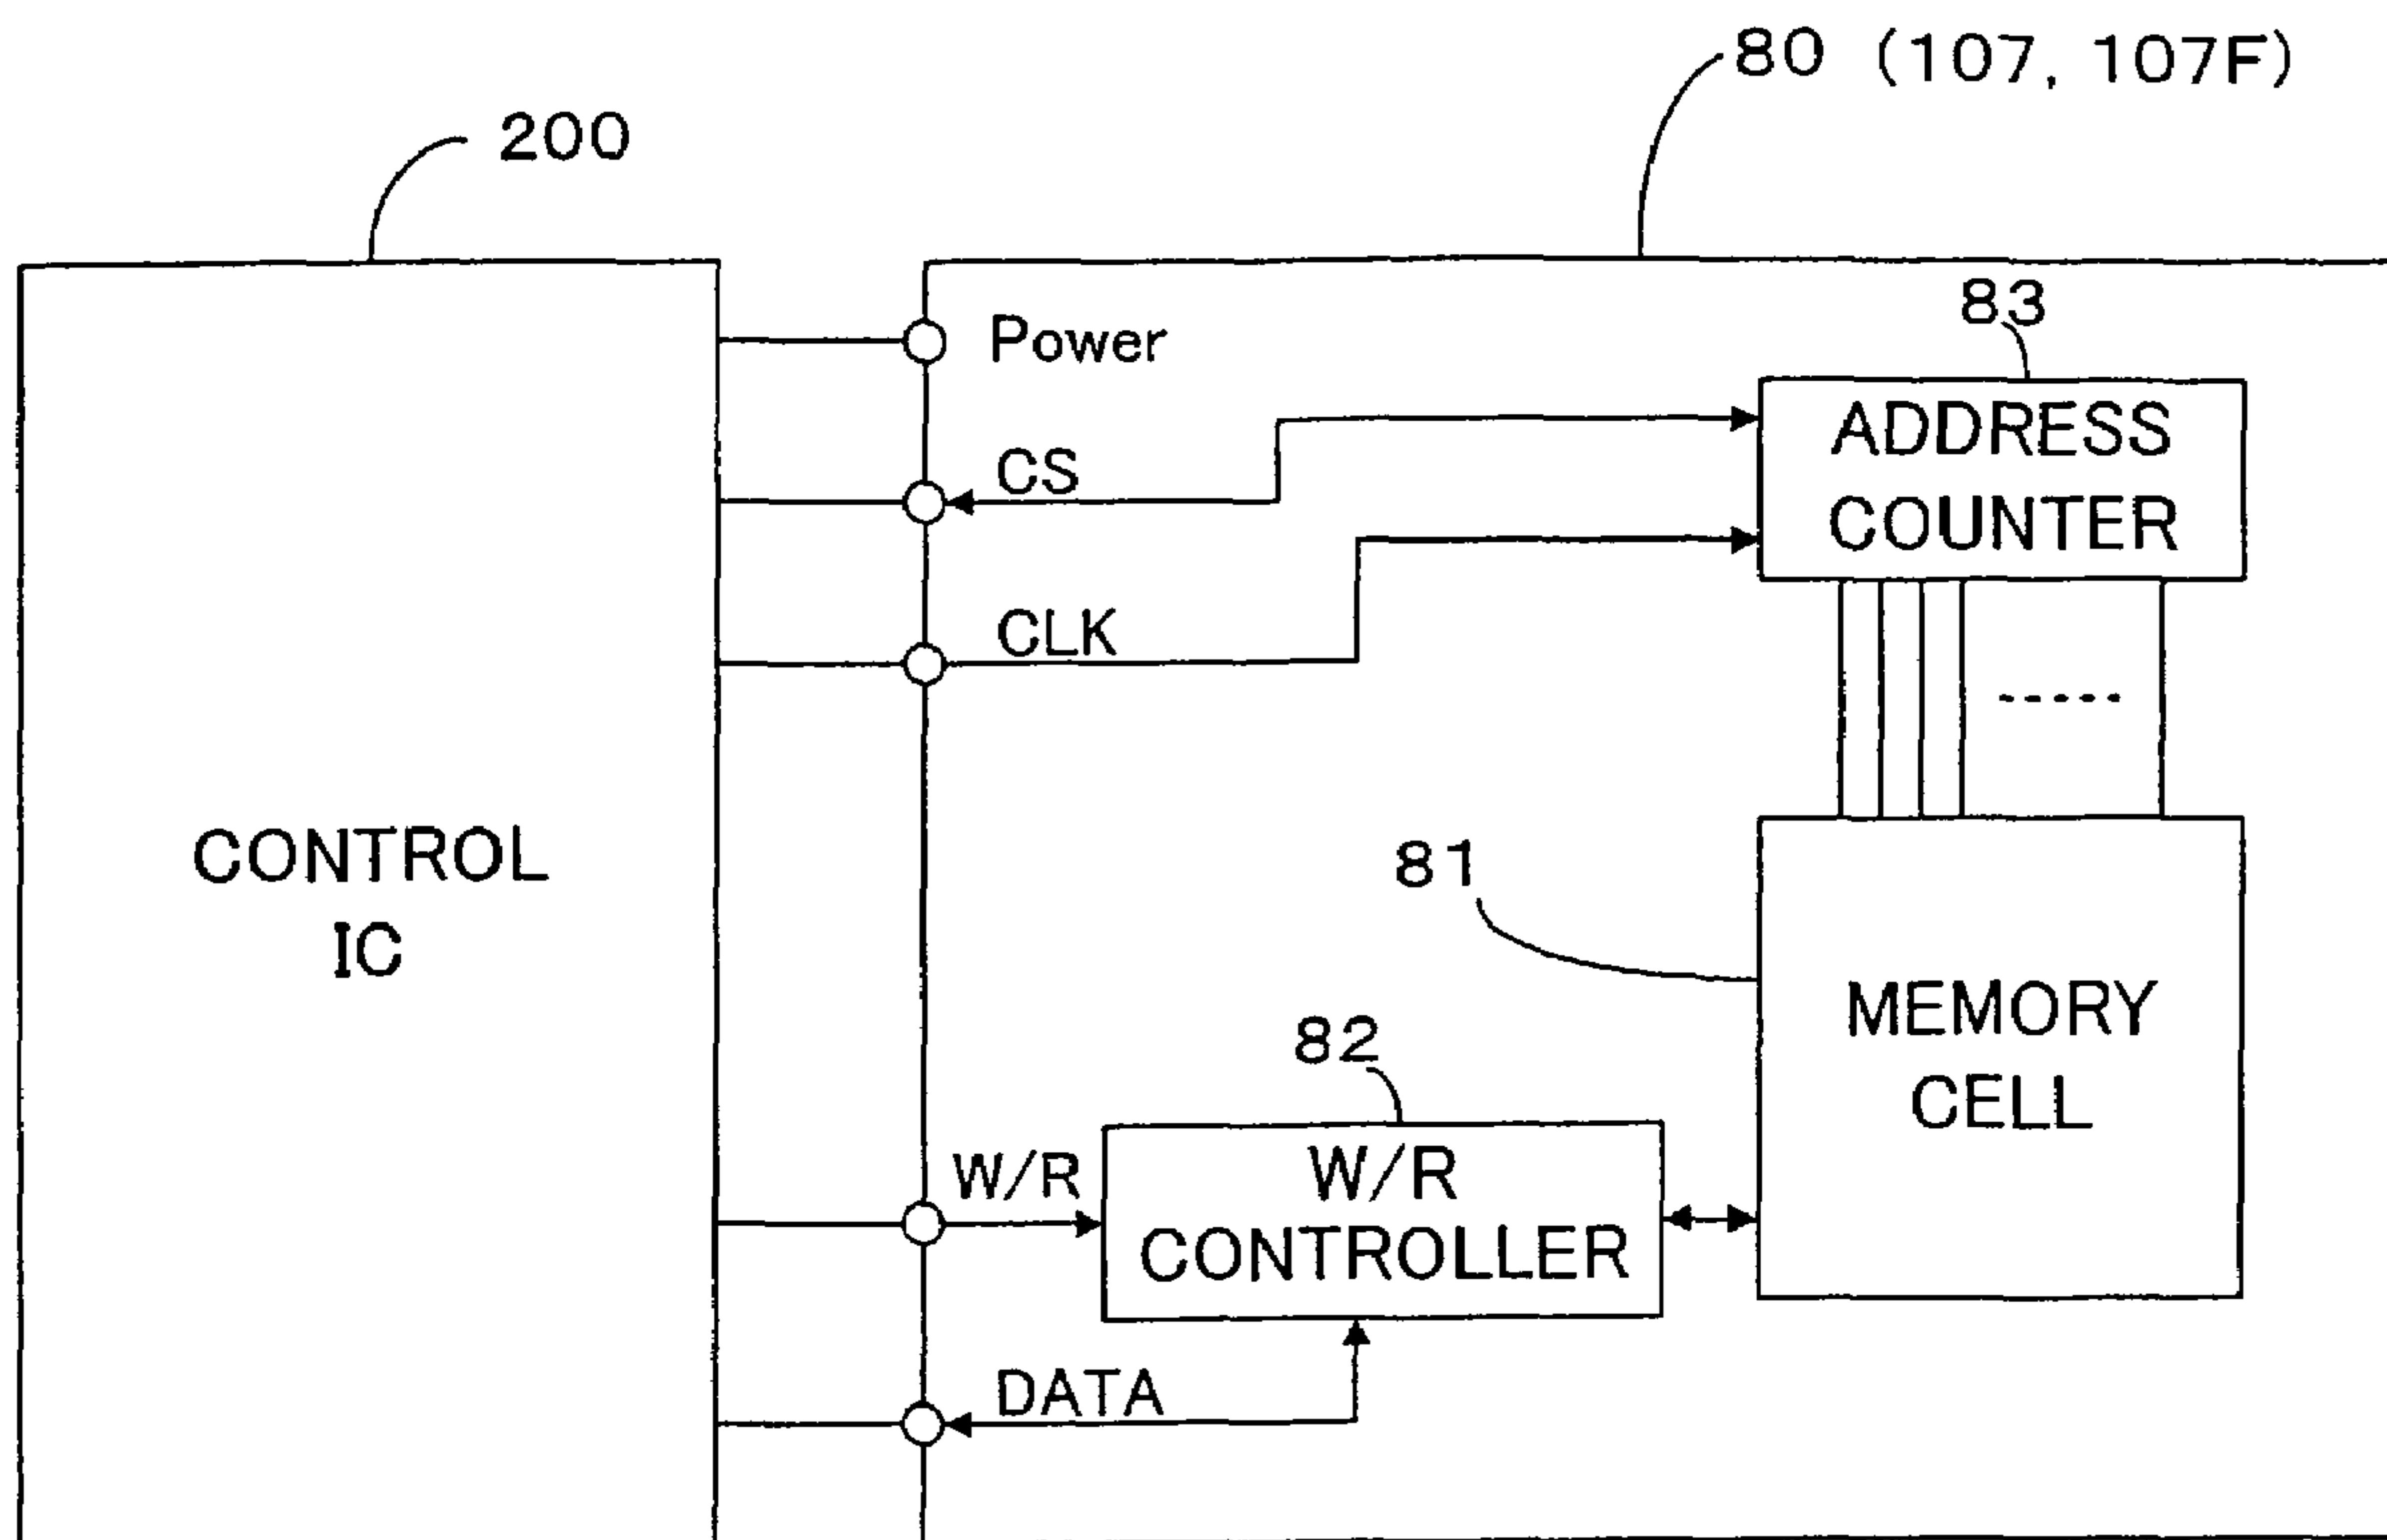 80 (107, 107F)
200
83
Power
ADDRESS
COUNTER
CS
CLK
CONTROL
IC
81
MEMORY
CELL
82
W/R
W/R
CONTROLLER
DATA